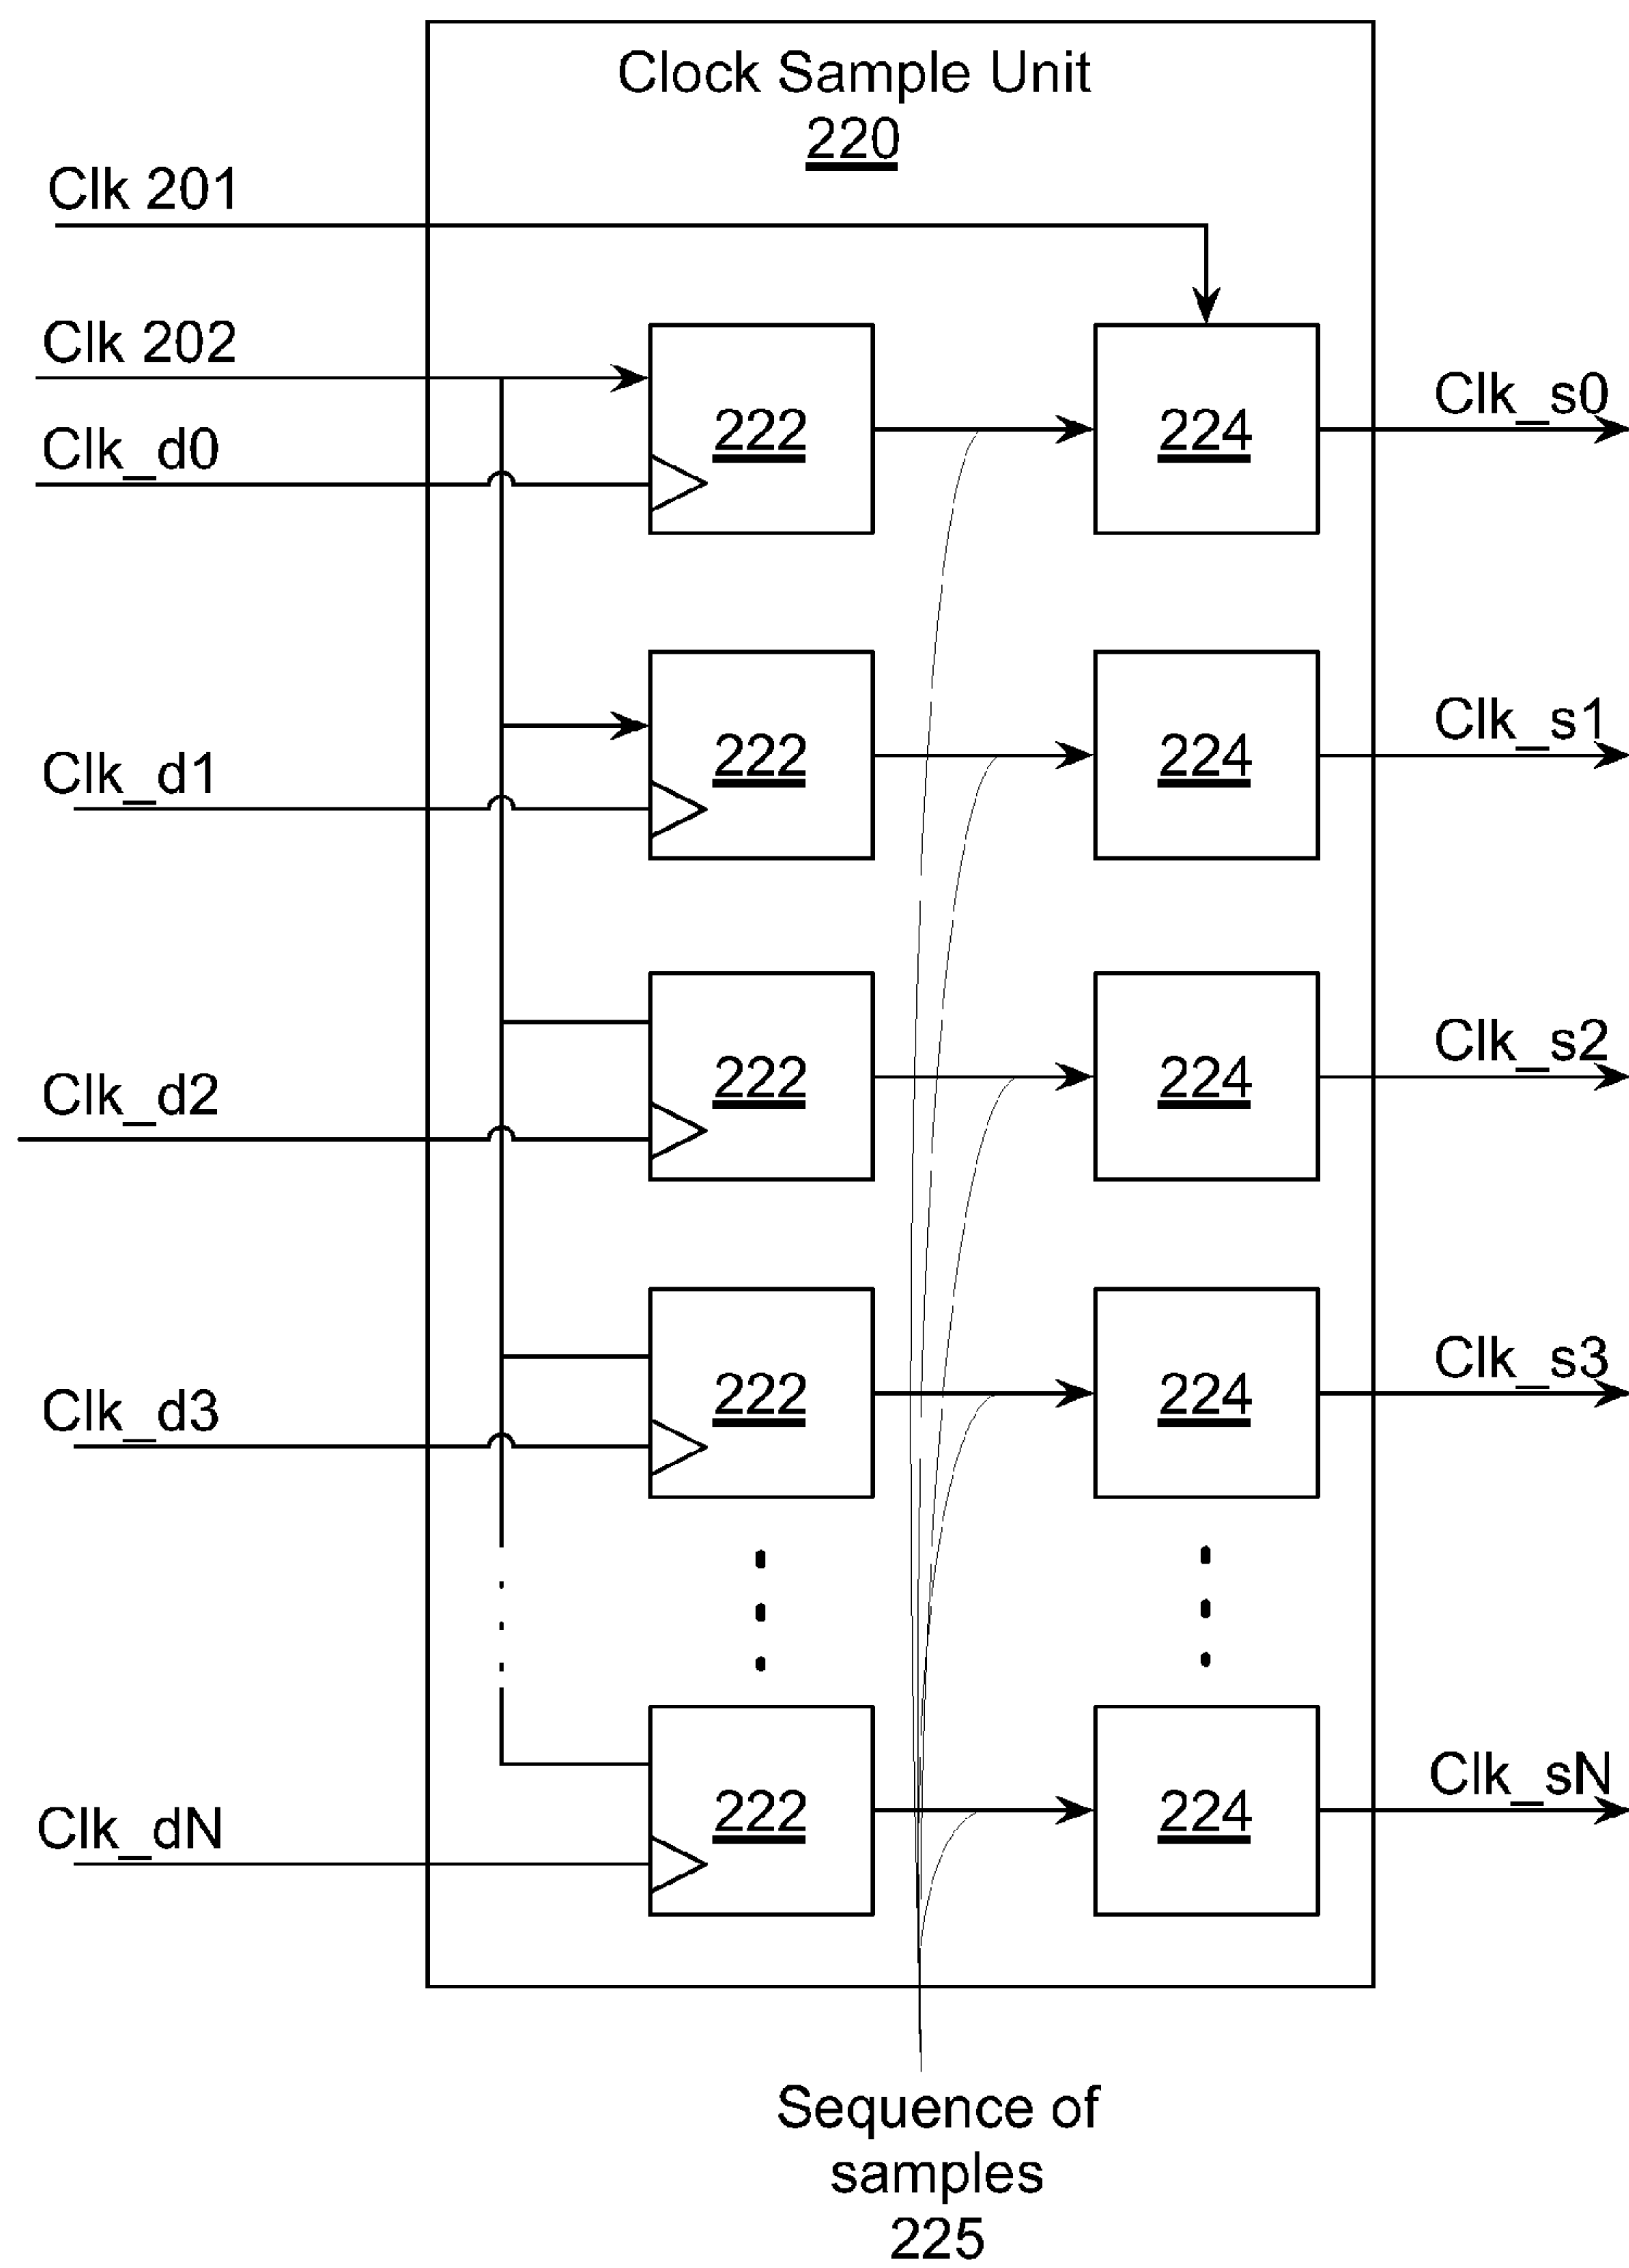 Clock Sample Unit
220
Clk 201
Clk 202
Clk_d0
222
224
Clk_s0
Clk_d1
222
224
Clk_s1
Clk_d2
222
224
Clk_s2
Clk_d3
222
224
Clk_s3
Clk_dN
222
224
Clk_sN
Sequence of
samples
225